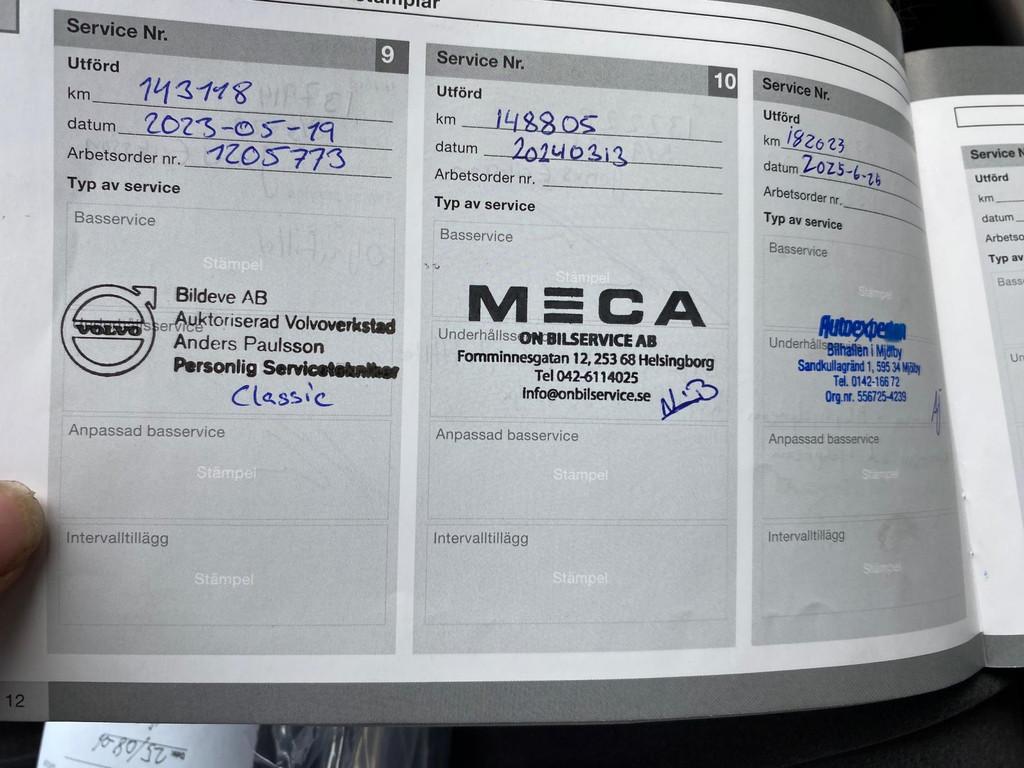 Service Nr. 9
Utförd
km 143118
datum 2023-05-19
Arbetsorder nr. 1205773
Typ av service
Basservice
Stämpel
Bildeve AB
VOLVO
Auktoriserad Volvoverkstad
Anders Paulsson
Personlig Servicetekniker
Classic
Anpassad basservice
Stämpel
Intervalltillägg
Stämpel
12
Service Nr. 10
Utförd
km 148805
datum 20240313
Arbetsorder nr.
Typ av service
Basservice
Stämpel
MECA
ON BILSERVICE AB
Fornminnesgatan 12, 253 68 Helsingborg
Tel 042-6114025
Info@onbilservice.se
Anpassad basservice
Stämpel
Intervalltillägg
Stämpel
Service Nr.
Utförd
km 182023
datum 2025-6-26
Arbetsorder nr.
Typ av service
Basservice
Stämpel
Autoexperten
Bilhallen i Mjölby
Sandkullagränd 1, 595 34 Mjölby
Tel. 0142-166 72
Org.nr. 556725-4239
Anpassad basservice
Stämpel
Intervalltillägg
Stämpel
Service
Utförd
km
datum
Typ av